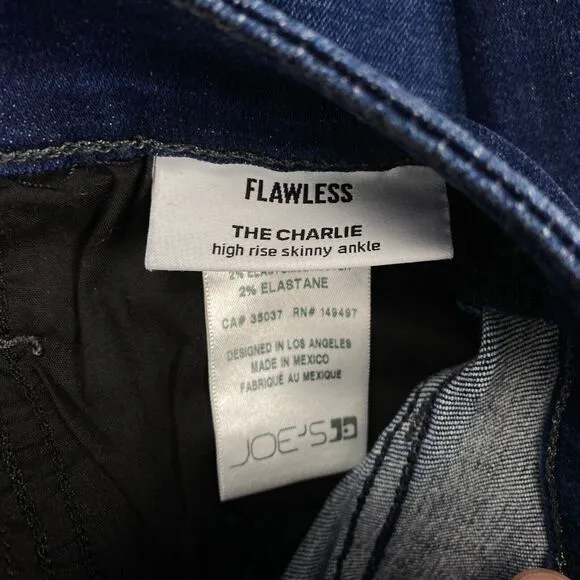 FLAWLESS
THE CHARLIE
high rise skinny ankle
2% ELASTANE
CA# 35037 RN# 149497
DESIGNED IN LOS ANGELES
MADE IN MEXICO
FABRIQUÉ AU MEXIQUE
JOE'S